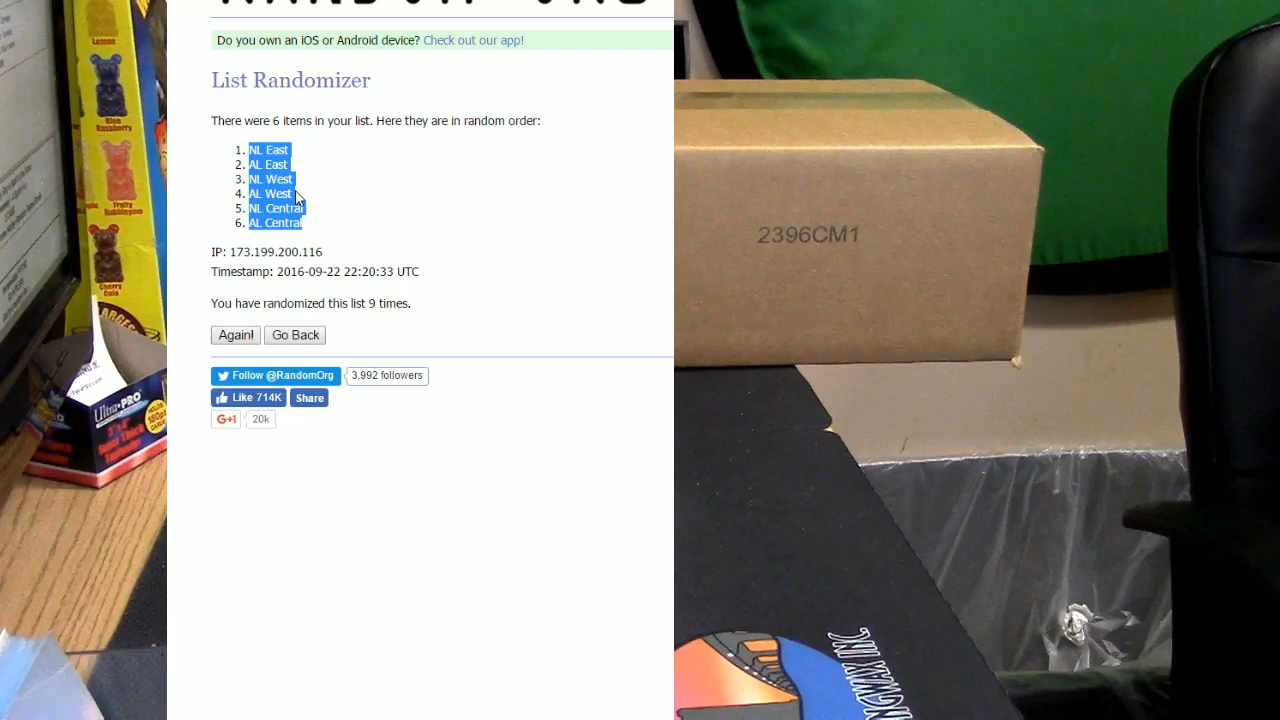 Do you own an iOS or Android device? Check out our app!
List Randomizer
There were 6 items in your list. Here they are in random order:
1. NL East
2. AL East
3. NL West
4. AL West
5. NL Central
6. AL Central
IP: 173.199.200.116
Timestamp: 2016-09-22 22:20:33 UTC
You have randomized this list 9 times.
Again! Go Back
Follow @RandomOrg 3,992 followers
Like 714K Share
G+1 20k
Lemon
Blue
Raspberry
Fruity
Bubblegum
Cherry
Cola
Ultra•PRO
2396CM1
INC.